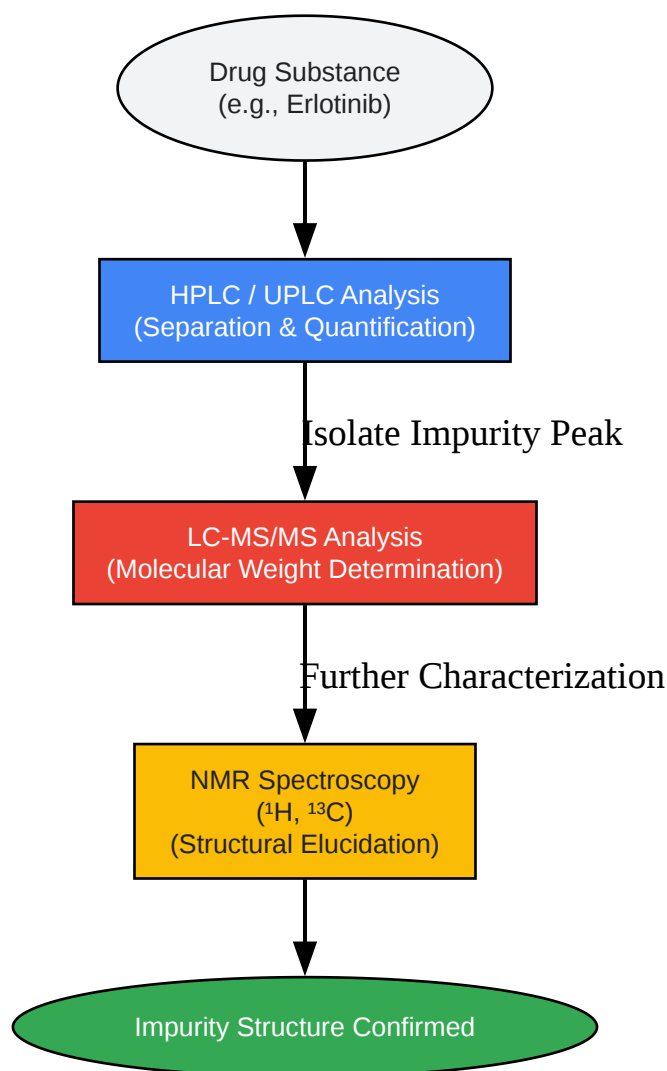 Drug Substance
(e.g., Erlotinib)
HPLC / UPLC Analysis
(Separation & Quantification)
Isolate Impurity Peak
LC-MS/MS Analysis
(Molecular Weight Determination)
Further Characterization
NMR Spectroscopy
(¹H, ¹³C)
(Structural Elucidation)
Impurity Structure Confirmed